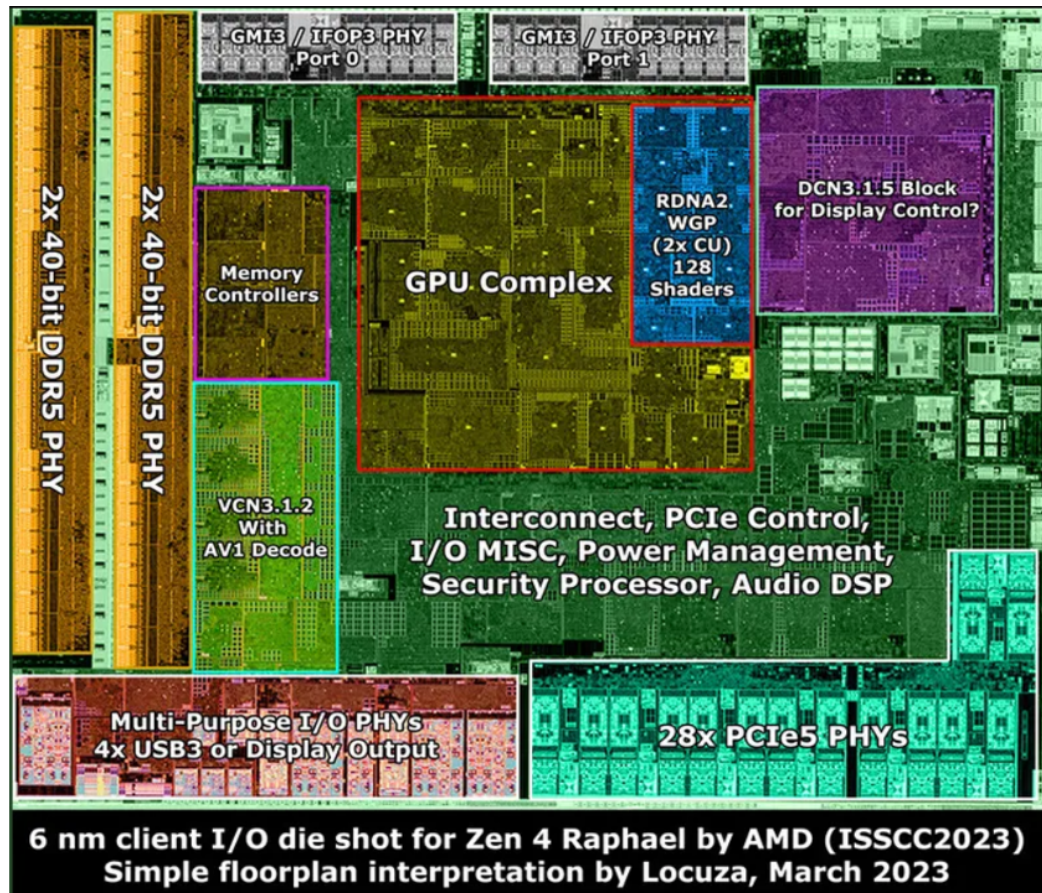 GMI3 / IFOP3 PHY
Port 0
GMI3 / IFOP3 PHY
Port 1
2x 40-bit DDR5 PHY
2x 40-bit DDR5 PHY
Memory
Controllers
GPU Complex
RDNA2
WGP
(2x CU)
128
Shaders
DCN3.1.5 Block
for Display Control?
VCN3.1.2
With
AV1 Decode
Interconnect, PCIe Control,
I/O MISC, Power Management,
Security Processor, Audio DSP
Multi-Purpose I/O PHYs
4x USB3 or Display Output
28x PCIe5 PHYs
6 nm client I/O die shot for Zen 4 Raphael by AMD (ISSCC2023)
Simple floorplan interpretation by Locuza, March 2023